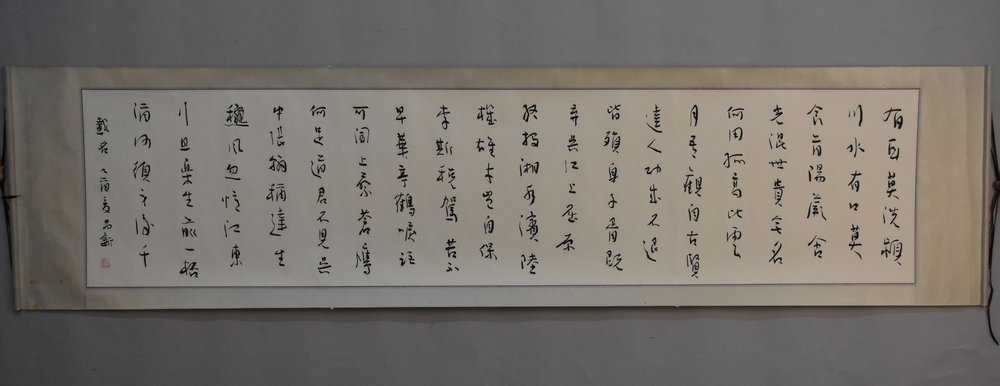 有耳莫洗潁
川水有口莫
食首陽蕨含
光混世貴無名
何用孤高比雲
月吾觀自古賢
達人功成不退
皆殞身子胥既
弃吳江上屈原
終投湘水濱陸
機雄才豈自保
李斯稅駕苦不
早華亭鶴唳詎
可聞上蔡蒼鷹
何足道君不見吳
中張翰稱達生
秋風忽憶江東
行且樂生前一杯
酒何須身後千
載名 乙酉夏